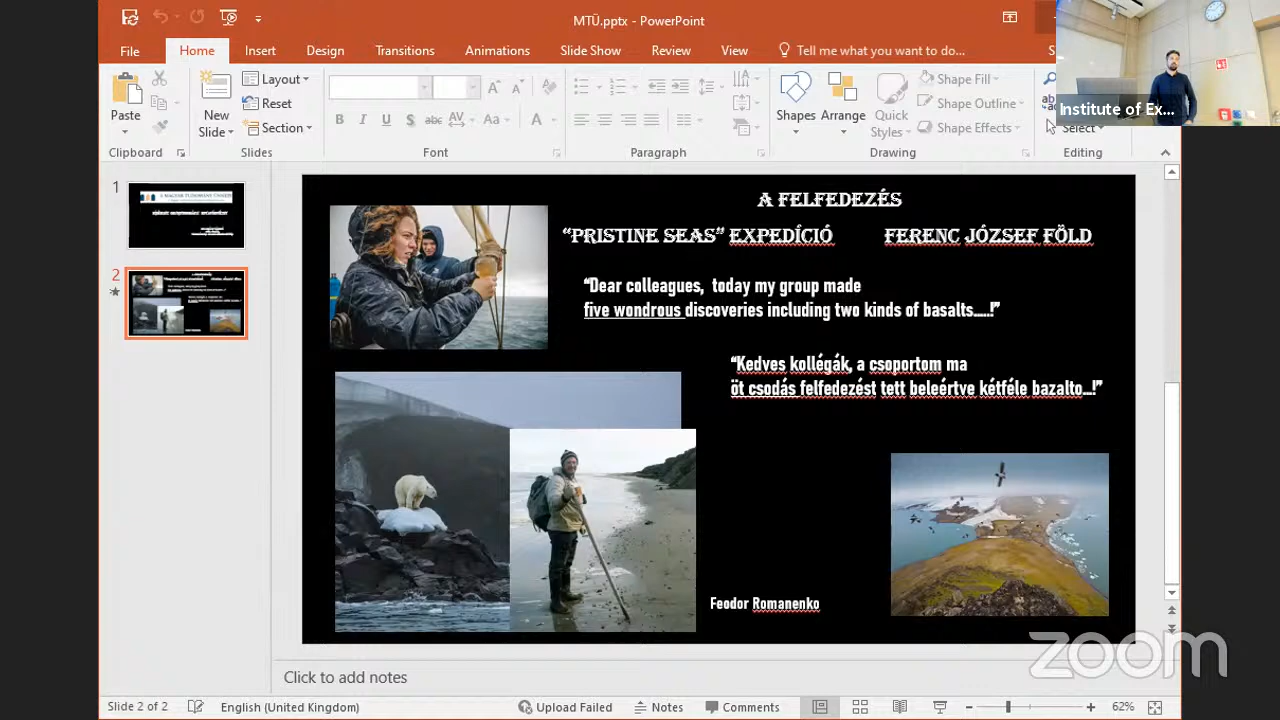 MTÜ.pptx - PowerPoint
File Home Insert Design Transitions Animations Slide Show Review View Tell me what you want to do...
Paste
New
Slide
Layout
Reset
Section
B I U S abc AV Aa A
Shapes Arrange Quick
Styles
Shape Fill
Shape Outline
Shape Effects
Select
Clipboard Slides Font Paragraph Drawing Editing
Institute of Ex...
1
2
A FELFEDEZÉS
“PRISTINE SEAS” EXPEDÍCIÓ FERENC JÓZSEF FÖLD
“Dear colleagues, today my group made
five wondrous discoveries including two kinds of basalts.....!”
“Kedves kollégák, a csoportom ma
öt csodás felfedezést tett beleértve kétféle bazalto...!”
Feodor Romanenko
zoom
Click to add notes
Slide 2 of 2 English (United Kingdom) Upload Failed Notes Comments 62%